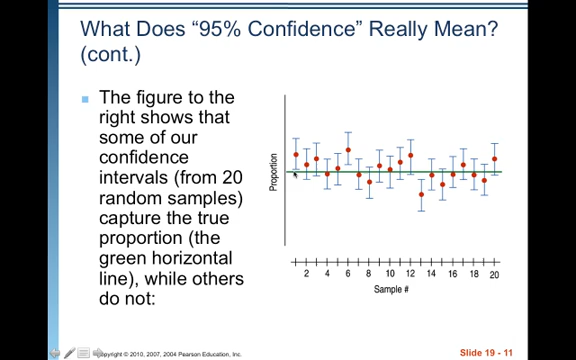 What Does “95% Confidence” Really Mean?
(cont.)
The figure to the
right shows that
some of our
confidence
intervals (from 20
random samples)
capture the true
proportion (the
green horizontal
line), while others
do not:
Proportion
2 4 6 8 10 12 14 16 18 20
Sample #
Copyright © 2010, 2007, 2004 Pearson Education, Inc.
Slide 19 - 11